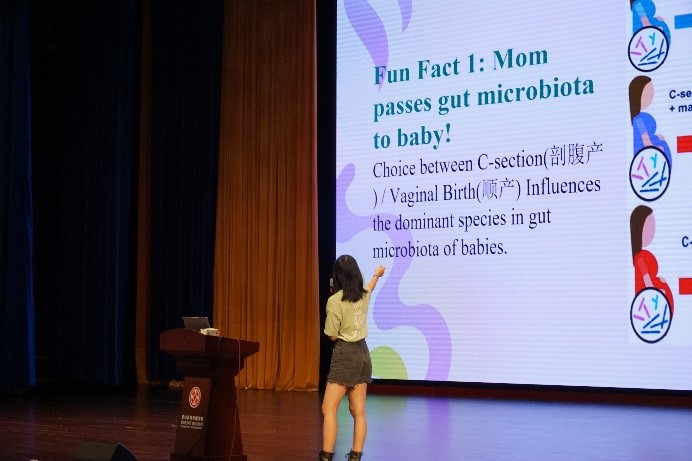 Fun Fact 1: Mom
passes gut microbiota
to baby!
Choice between C-section(剖腹产
) / Vaginal Birth(顺产) Influences
the dominant species in gut
microbiota of babies.
C-se
+ ma
C-